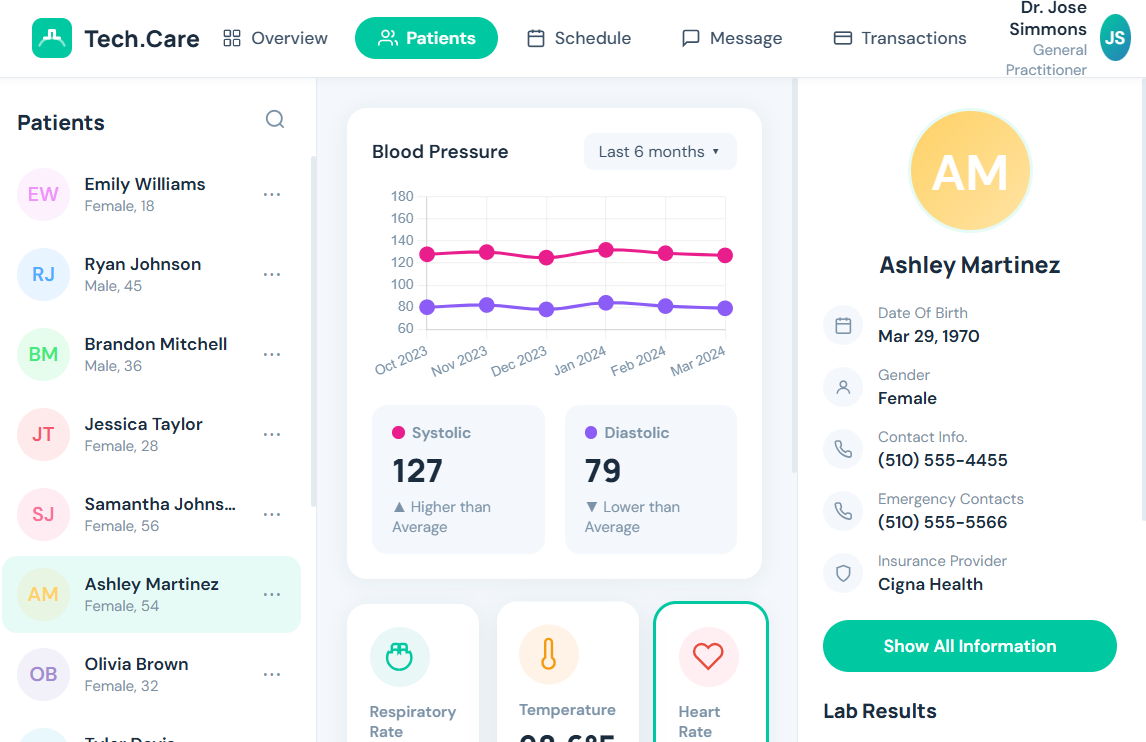 Tech.Care
Overview
Patients
Schedule
Message
Transactions
Dr. Jose
Simmons
General
Practitioner
JS
Patients
EW
Emily Williams
Female, 18
RJ
Ryan Johnson
Male, 45
BM
Brandon Mitchell
Male, 36
JT
Jessica Taylor
Female, 28
SJ
Samantha Johns...
Female, 56
AM
Ashley Martinez
Female, 54
OB
Olivia Brown
Female, 32
Tyler Davis
Blood Pressure
Last 6 months ▾
180
160
140
120
100
80
60
Oct 2023
Nov 2023
Dec 2023
Jan 2024
Feb 2024
Mar 2024
Systolic
127
▲ Higher than
Average
Diastolic
79
▼ Lower than
Average
Respiratory
Rate
Temperature
98.6°F
Heart
Rate
AM
Ashley Martinez
Date Of Birth
Mar 29, 1970
Gender
Female
Contact Info.
(510) 555-4455
Emergency Contacts
(510) 555-5566
Insurance Provider
Cigna Health
Show All Information
Lab Results